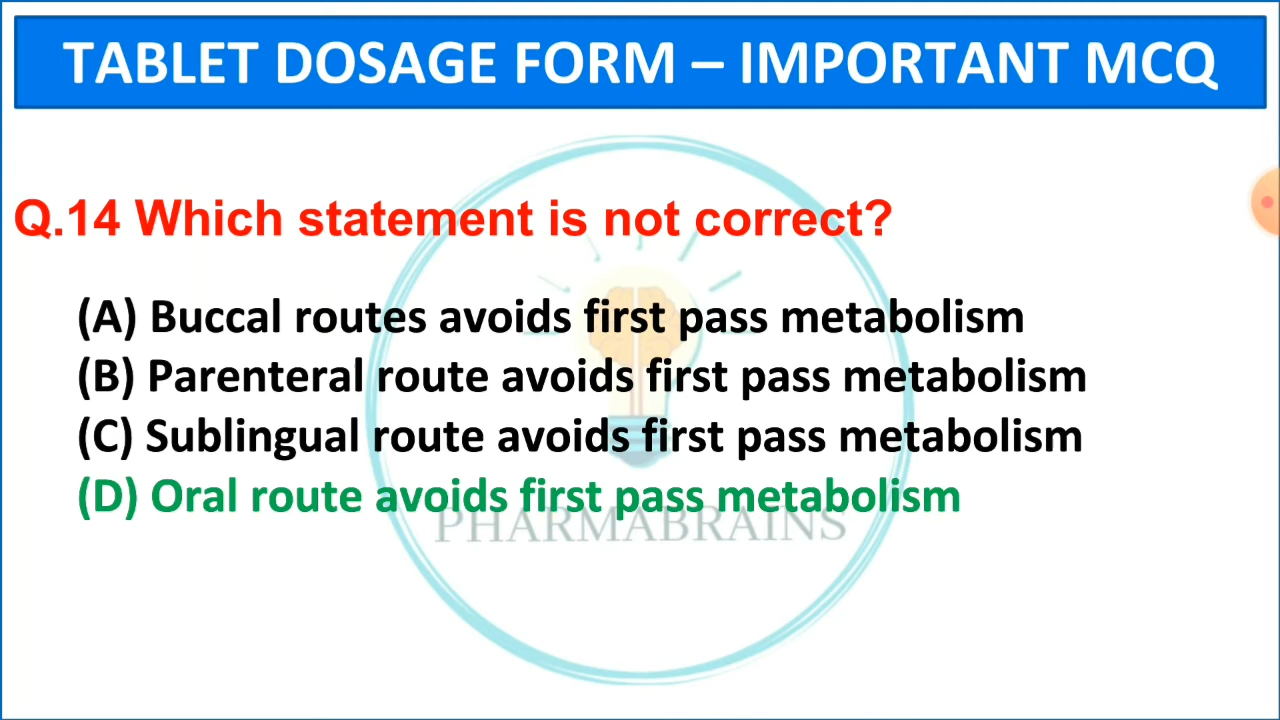 TABLET DOSAGE FORM – IMPORTANT MCQ
Q.14 Which statement is not correct?
(A) Buccal routes avoids first pass metabolism
(B) Parenteral route avoids first pass metabolism
(C) Sublingual route avoids first pass metabolism
(D) Oral route avoids first pass metabolism
PHARMABRAINS